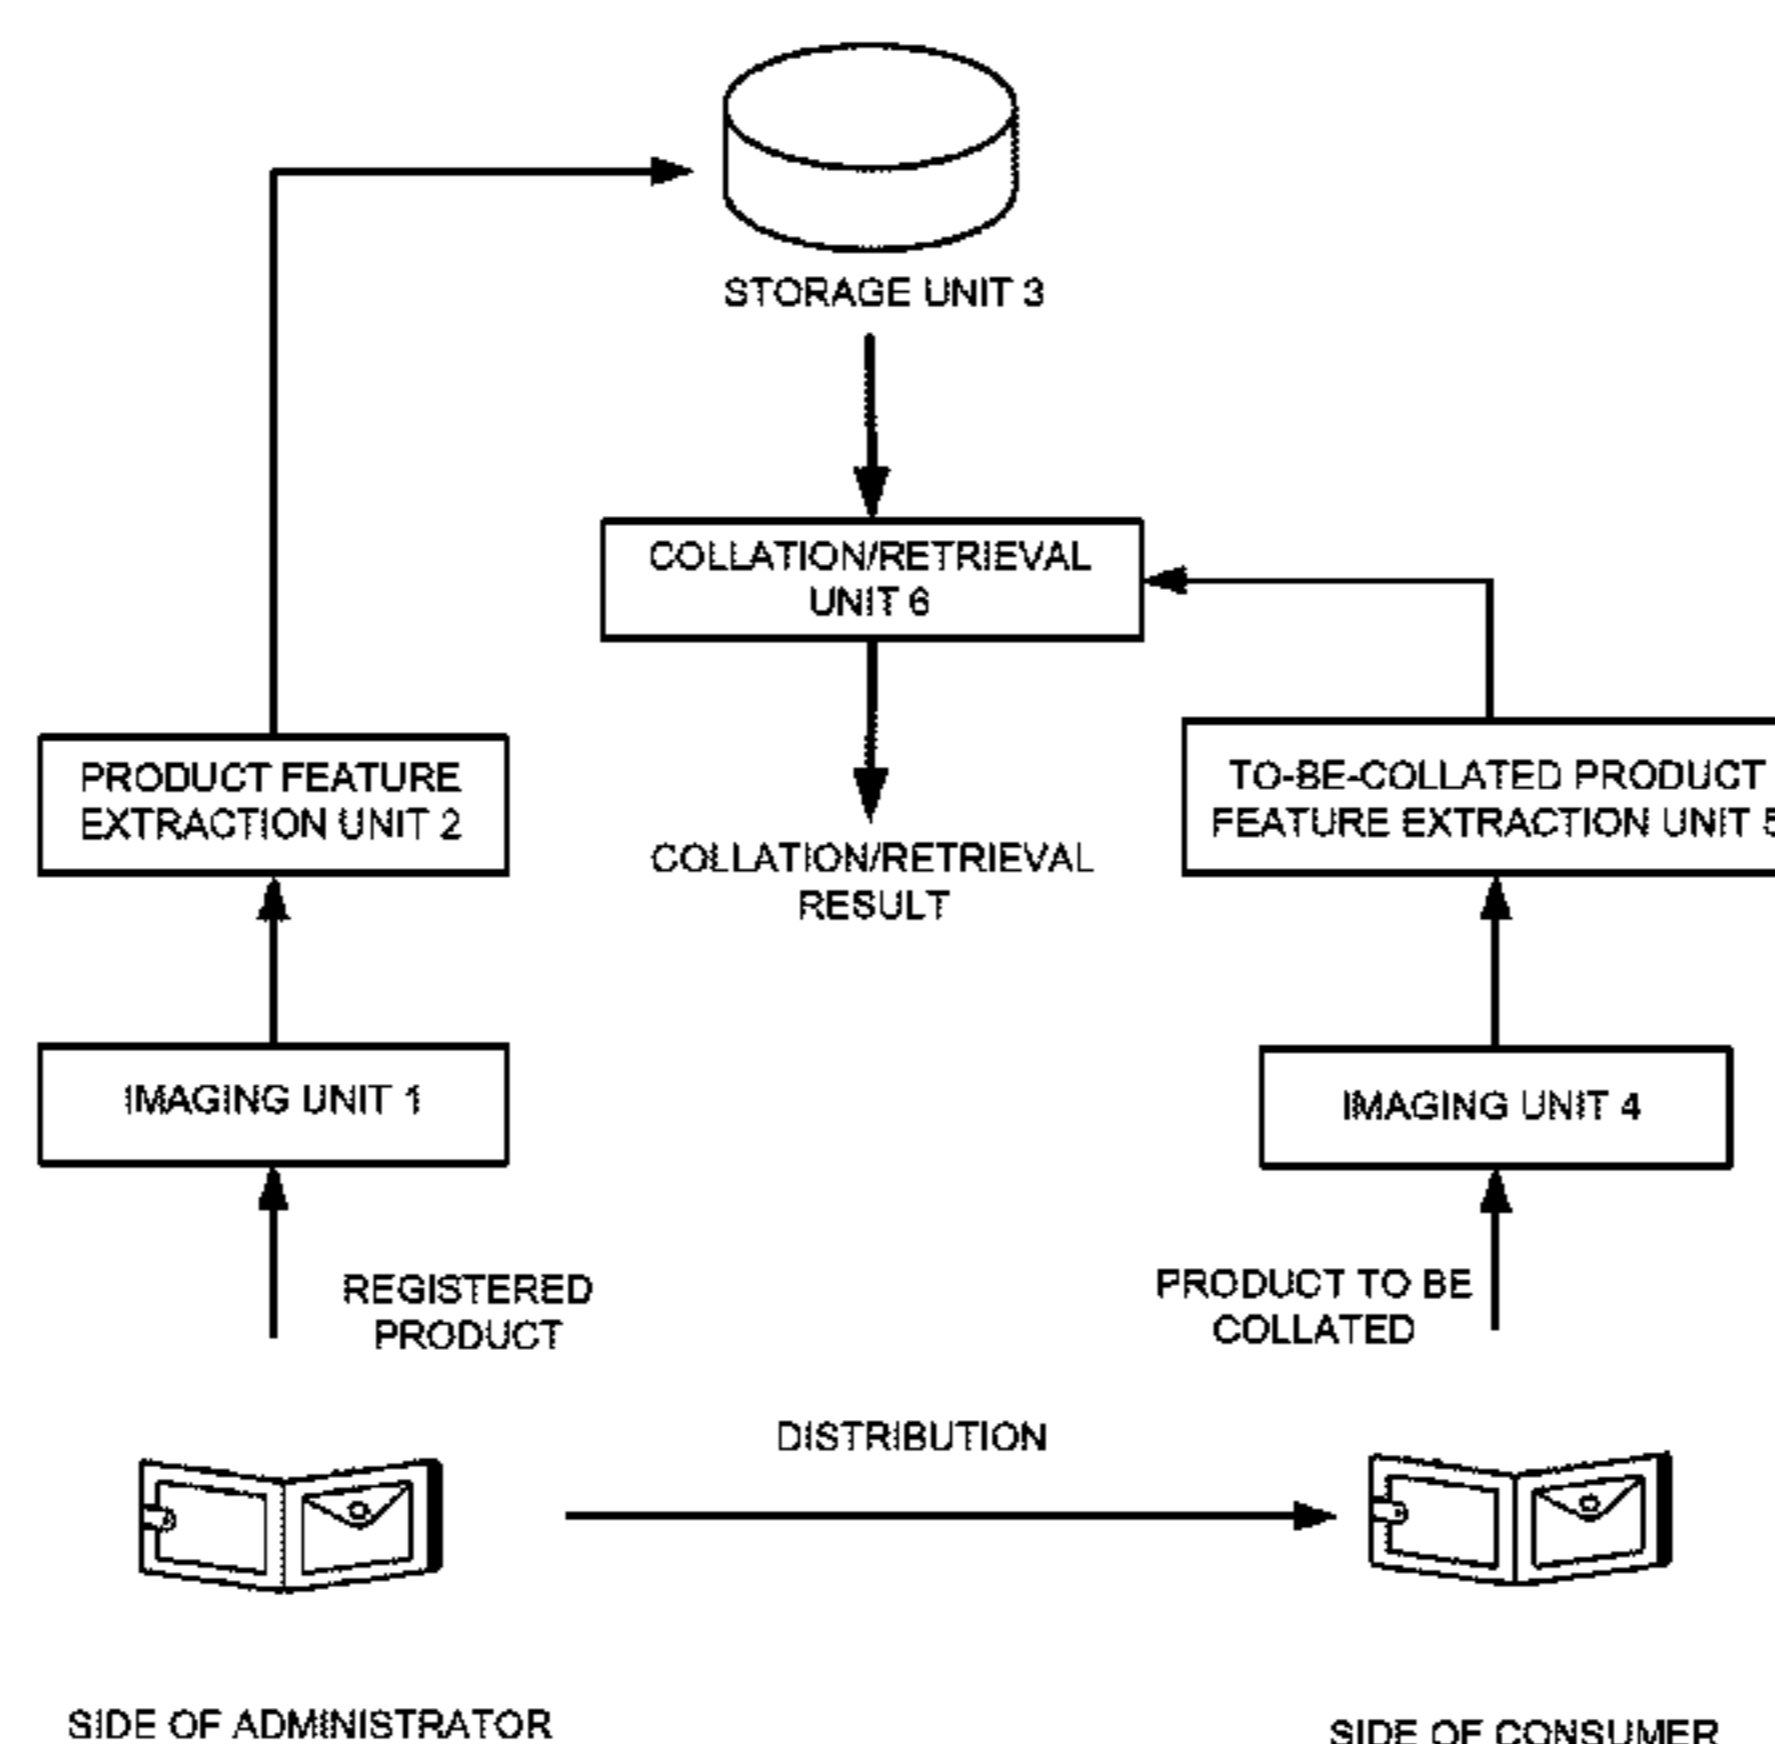 STORAGE UNIT 3
COLLATION/RETRIEVAL
UNIT 6
PRODUCT FEATURE
EXTRACTION UNIT 2
TO-BE-COLLATED PRODUCT
FEATURE EXTRACTION UNIT 5
COLLATION/RETRIEVAL
RESULT
IMAGING UNIT 1
IMAGING UNIT 4
REGISTERED
PRODUCT
PRODUCT TO BE
COLLATED
DISTRIBUTION
SIDE OF ADMINISTRATOR
SIDE OF CONSUMER